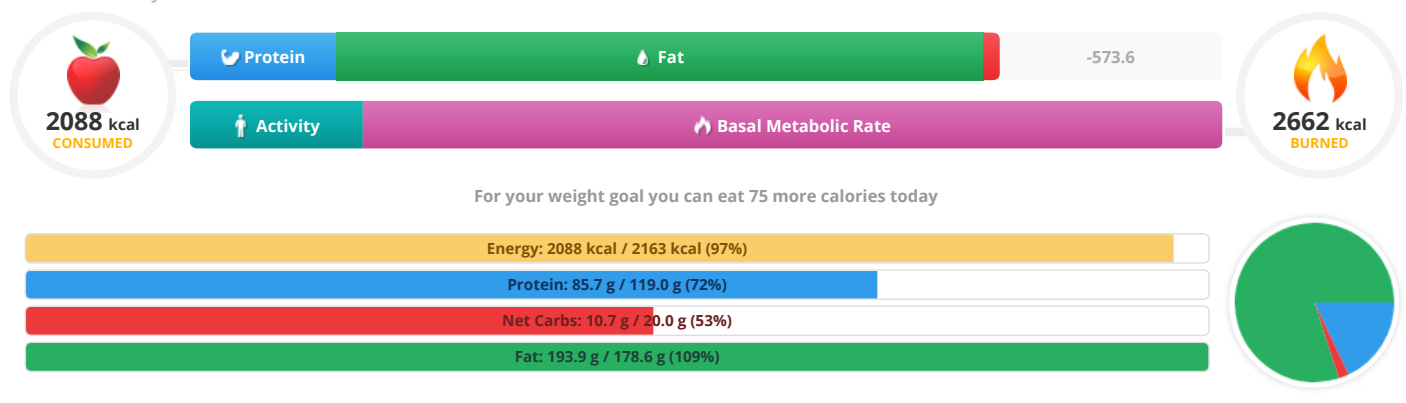 Protein
Fat
-573.6
2088 kcal
CONSUMED
Activity
Basal Metabolic Rate
2662 kcal
BURNED
For your weight goal you can eat 75 more calories today
Energy: 2088 kcal / 2163 kcal (97%)
Protein: 85.7 g / 119.0 g (72%)
Net Carbs: 10.7 g / 20.0 g (53%)
Fat: 193.9 g / 178.6 g (109%)